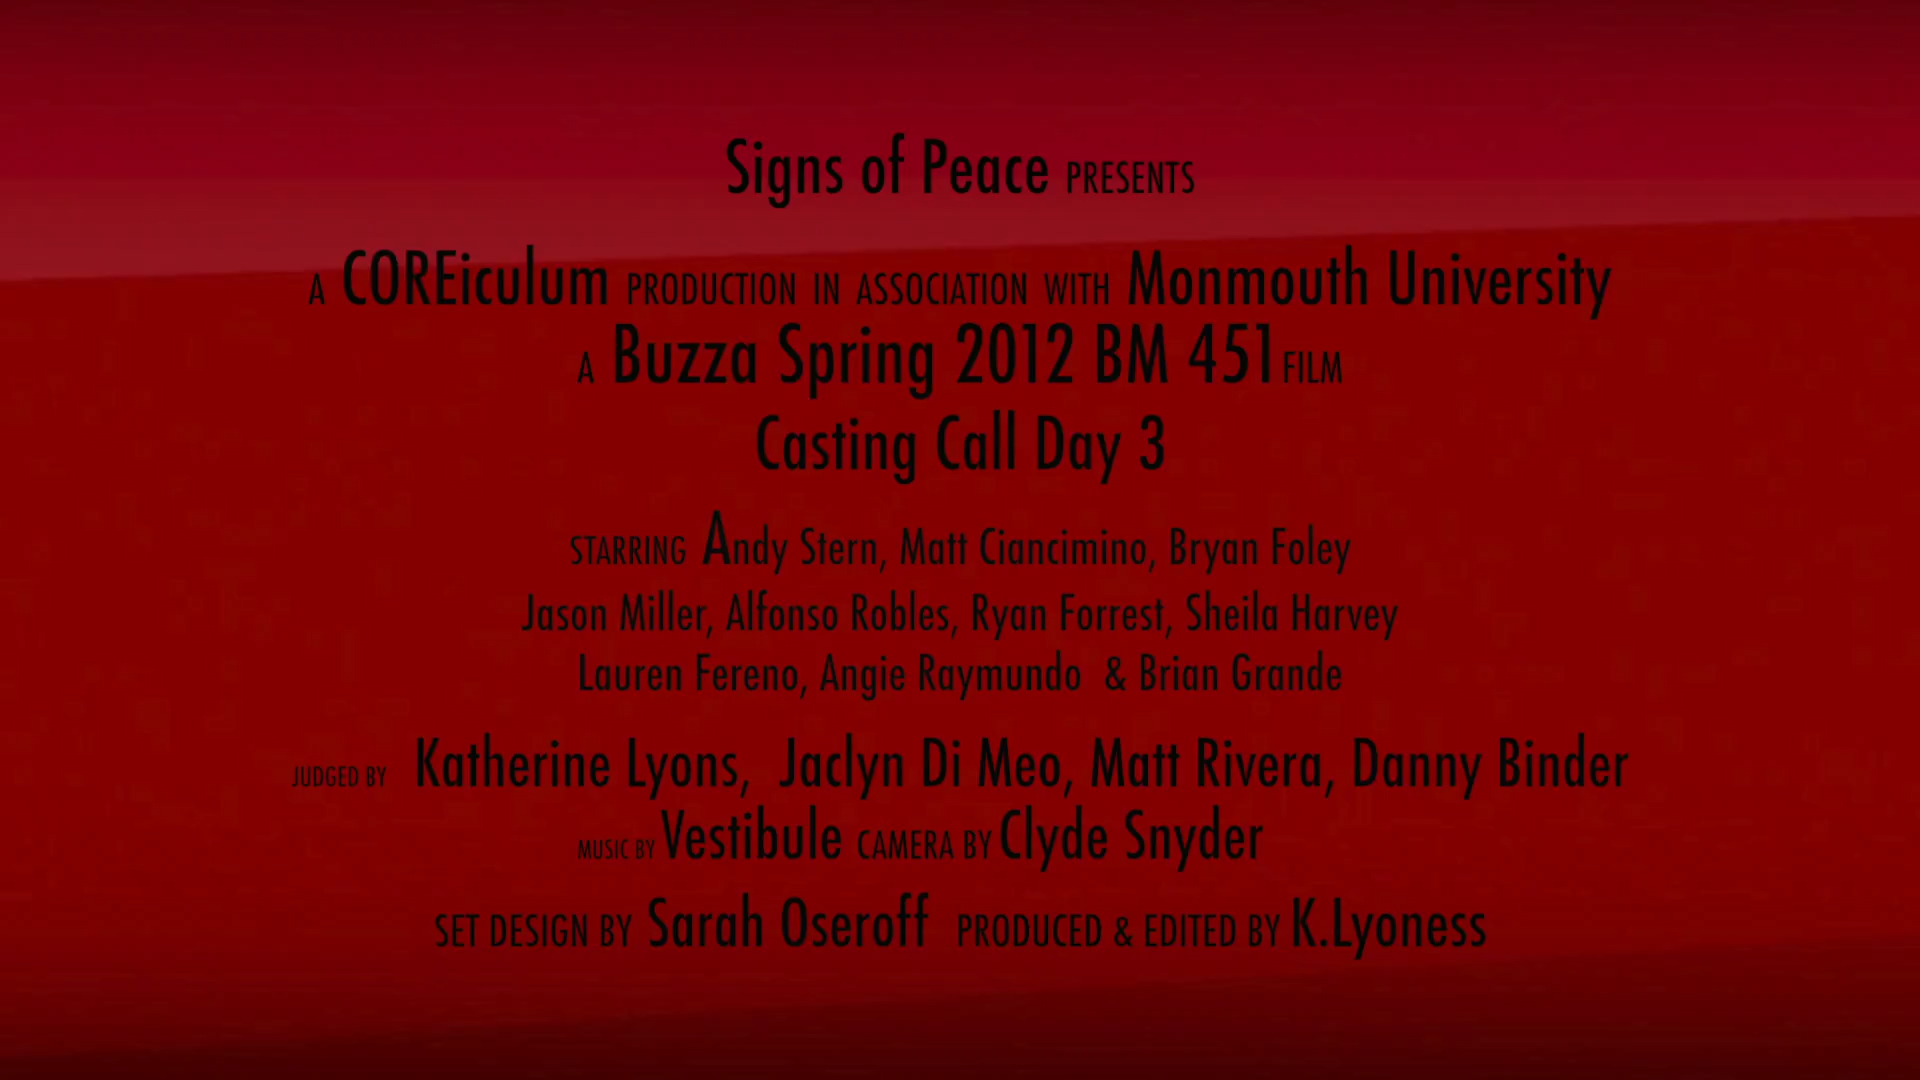 Signs of Peace PRESENTS
A COREiculum PRODUCTION IN ASSOCIATION WITH Monmouth University
A Buzza Spring 2012 BM 451 FILM
Casting Call Day 3
STARRING Andy Stern, Matt Ciancimino, Bryan Foley
Jason Miller, Alfonso Robles, Ryan Forrest, Sheila Harvey
Lauren Fereno, Angie Raymundo & Brian Grande
JUDGED BY Katherine Lyons, Jaclyn Di Meo, Matt Rivera, Danny Binder
MUSIC BY Vestibule CAMERA BY Clyde Snyder
SET DESIGN BY Sarah Oseroff PRODUCED & EDITED BY K.Lyoness